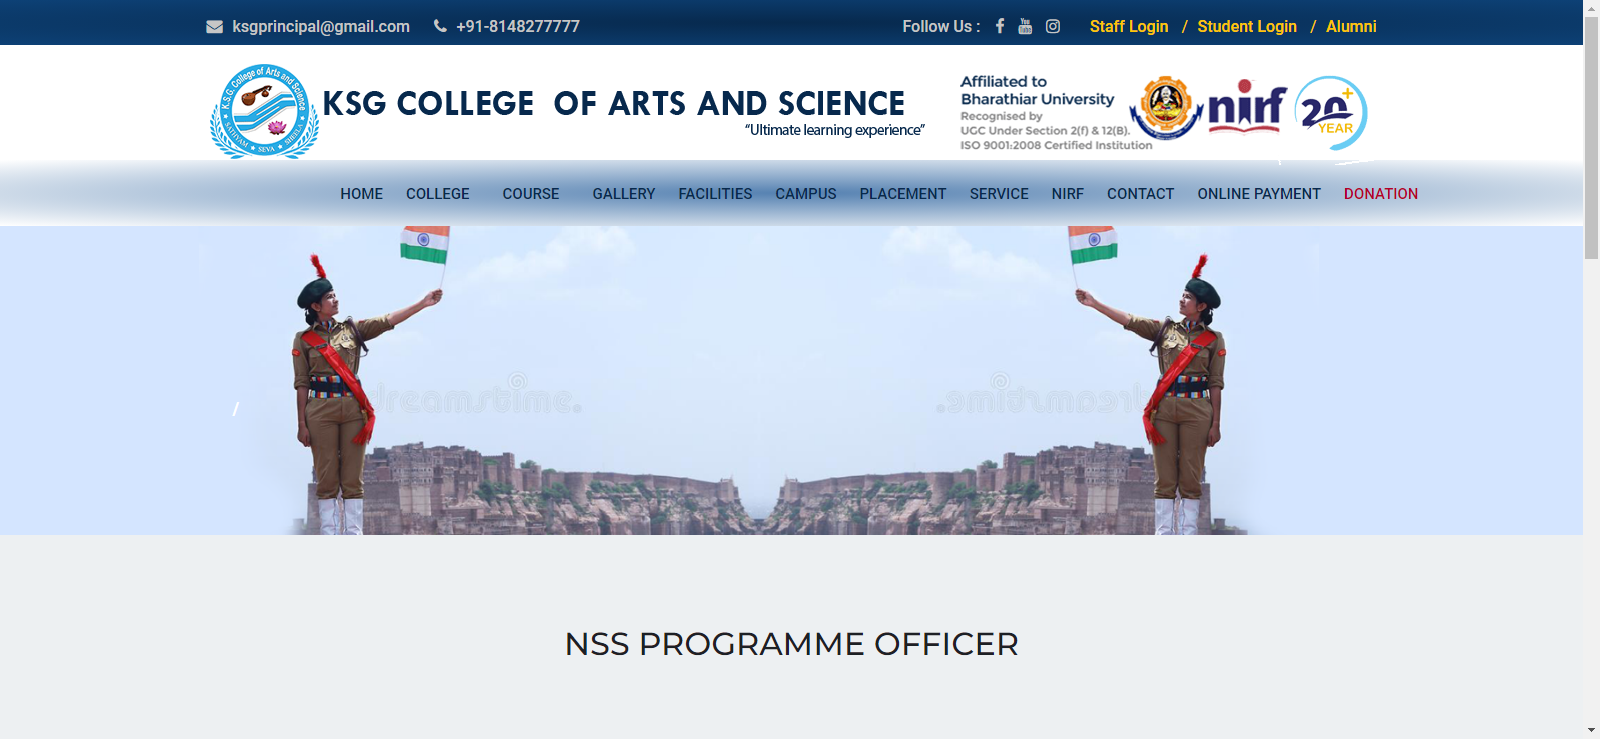 ksgprincipal@gmail.com +91-8148277777 Follow Us : Staff Login / Student Login / Alumni
K.S.G. College of Arts and Science
SATHYAM ★ SEVA ★ SHEELA
KSG COLLEGE OF ARTS AND SCIENCE
“Ultimate learning experience”
Affiliated to
Bharathiar University
Recognised by
UGC Under Section 2(f) & 12(B).
ISO 9001:2008 Certified Institution
nirf
20+
YEAR
HOME COLLEGE COURSE GALLERY FACILITIES CAMPUS PLACEMENT SERVICE NIRF CONTACT ONLINE PAYMENT DONATION
/
dreamstime.
NSS PROGRAMME OFFICER